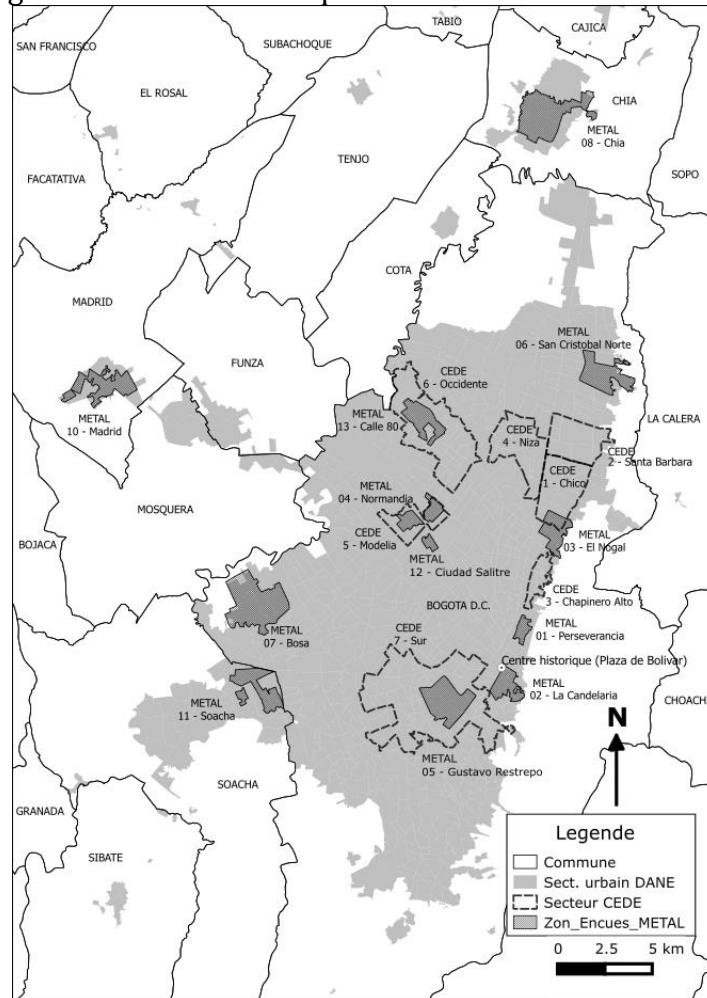 TABIO
CAJICA
SAN FRANCISCO
SUBACHOQUE
EL ROSAL
CHIA
METAL
08 - Chia
TENJO
FACATATIVA
SOPO
COTA
MADRID
METAL
06 - San Cristobal Norte
FUNZA
CEDE
6 - Occidente
METAL
13 - Calle 80
LA CALERA
METAL
10 - Madrid
CEDE
4 - Niza
CEDE
2 - Santa Barbara
CEDE
1 - Chico
METAL
04 - Normandia
MOSQUERA
BOJACA
CEDE
5 - Modelia
METAL
03 - El Nogal
METAL
12 - Ciudad Salitre
CEDE
3 - Chapinero Alto
BOGOTA D.C.
METAL
07 - Bosa
CEDE
7 - Sur
METAL
01 - Perseverancia
Centre historique (Plaza de Bolivar)
METAL
02 - La Candelaria
METAL
11 - Soacha
CHOACH
N
METAL
05 - Gustavo Restrepo
SOACHA
GRANADA
SIBATE
Legende
Commune
Sect. urbain DANE
Secteur CEDE
Zon_Encues_METAL
0 2.5 5 km